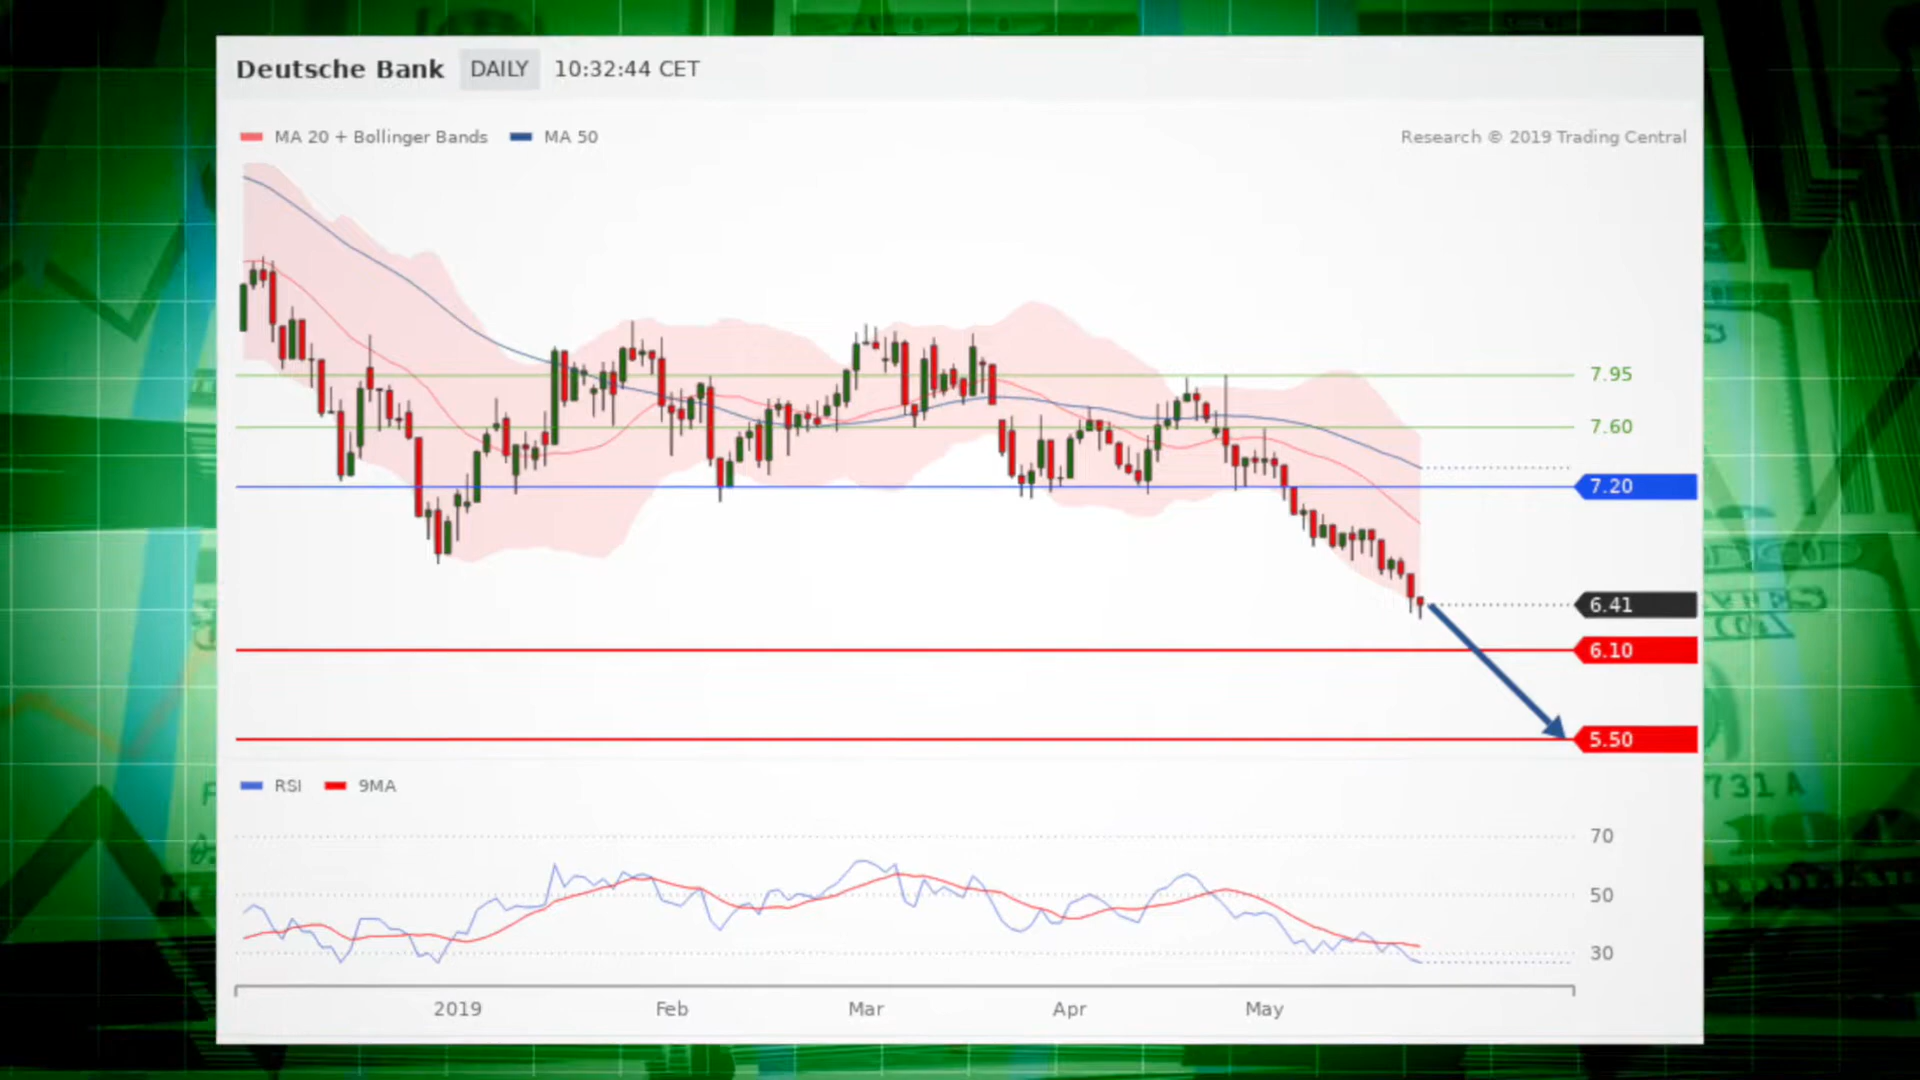 Deutsche Bank DAILY 10:32:44 CET
MA 20 + Bollinger Bands MA 50
Research © 2019 Trading Central
7.95
7.60
7.20
6.41
6.10
5.50
RSI 9MA
70
50
30
2019 Feb Mar Apr May
731A